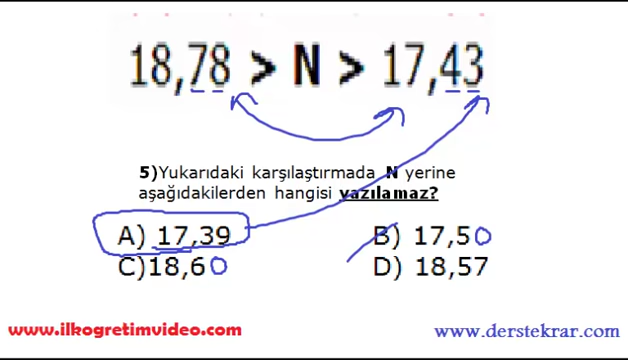 18,78 > N > 17,43
5)Yukarıdaki karşılaştırmada N yerine
aşağıdakilerden hangisi yazılamaz?
A) 17,39 B) 17,50
C)18,60 D) 18,57
www.ilkogretimvideo.com www.derstekrar.com